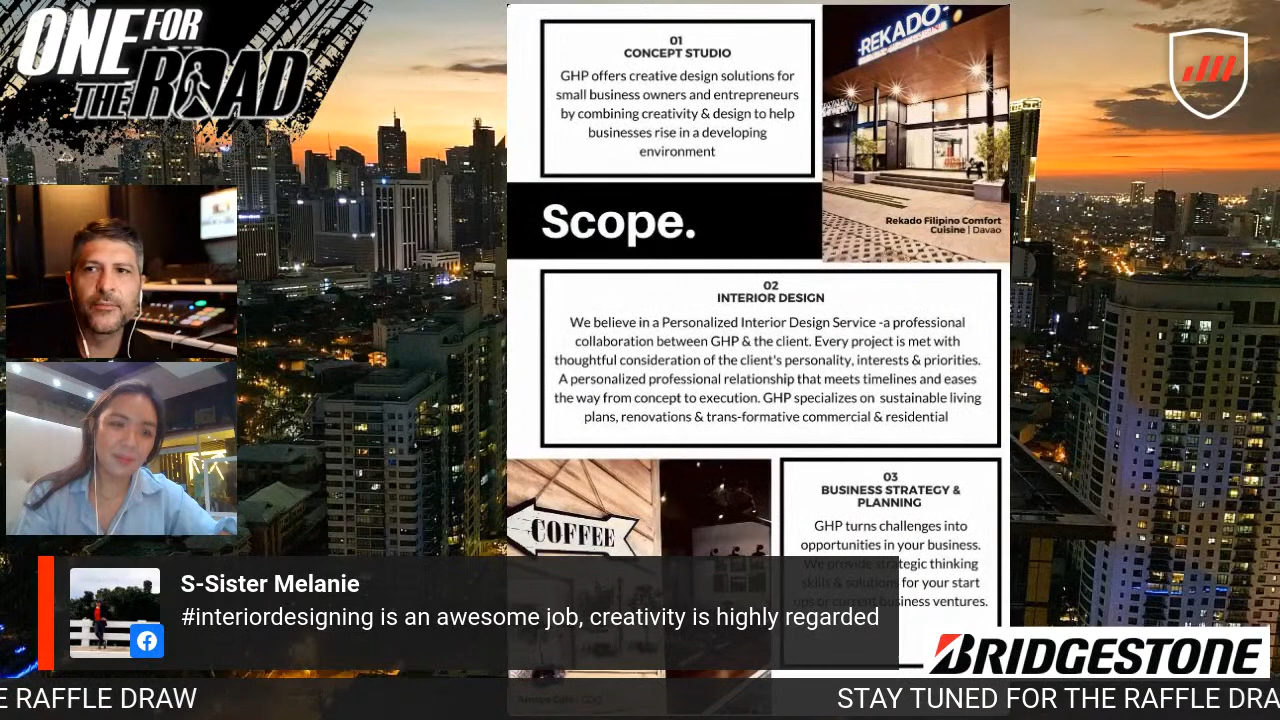 ONE FOR
THE ROAD
01
CONCEPT STUDIO
GHP offers creative design solutions for
small business owners and entrepreneurs
by combining creativity & design to help
businesses rise in a developing
environment
REKADO
Rekado Filipino Comfort
Cuisine | Davao
Scope.
02
INTERIOR DESIGN
We believe in a Personalized Interior Design Service -a professional
collaboration between GHP & the client. Every project is met with
thoughtful consideration of the client's personality, interests & priorities.
A personalized professional relationship that meets timelines and eases
the way from concept to execution. GHP specializes on sustainable living
plans, renovations & trans-formative commercial & residential
COFFEE
03
BUSINESS STRATEGY &
PLANNING
GHP turns challenges into
opportunities in your business.
We provide strategic thinking
skills & solutions for your start
ups or current business ventures.
S-Sister Melanie
#interiordesigning is an awesome job, creativity is highly regarded
BRIDGESTONE
E RAFFLE DRAW
STAY TUNED FOR THE RAFFLE DRA